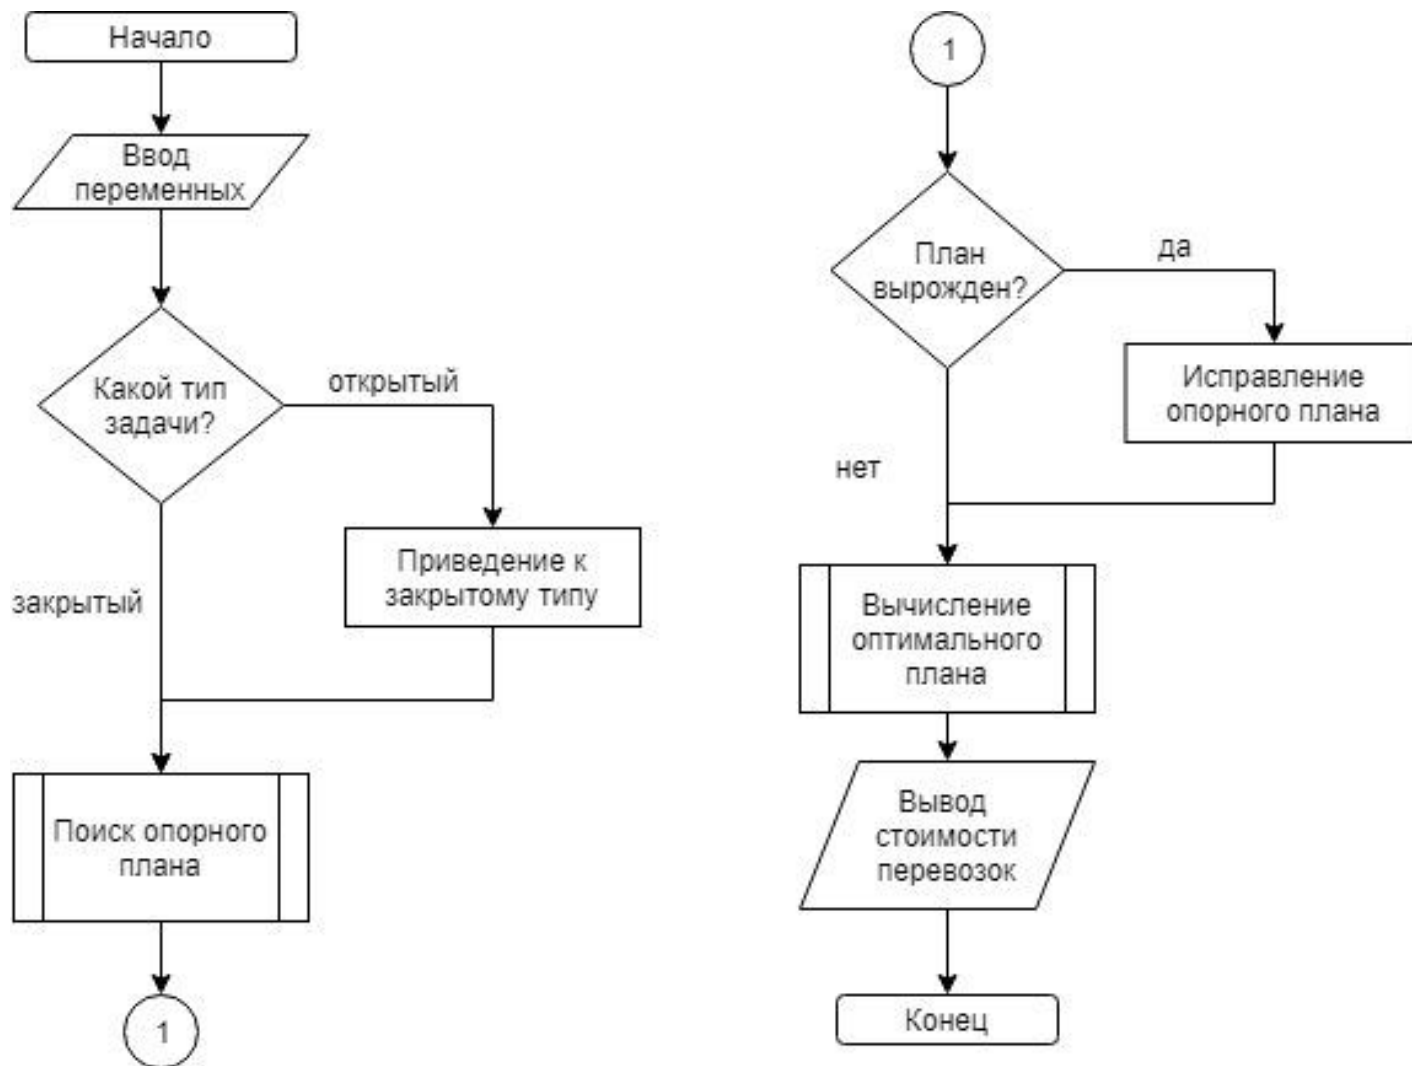 Начало
Ввод
переменных
Какой тип
задачи?
открытый
Приведение к
закрытому типу
закрытый
Поиск опорного
плана
1
1
План
вырожден?
да
Исправление
опорного плана
нет
Вычисление
оптимального
плана
Вывод
стоимости
перевозок
Конец